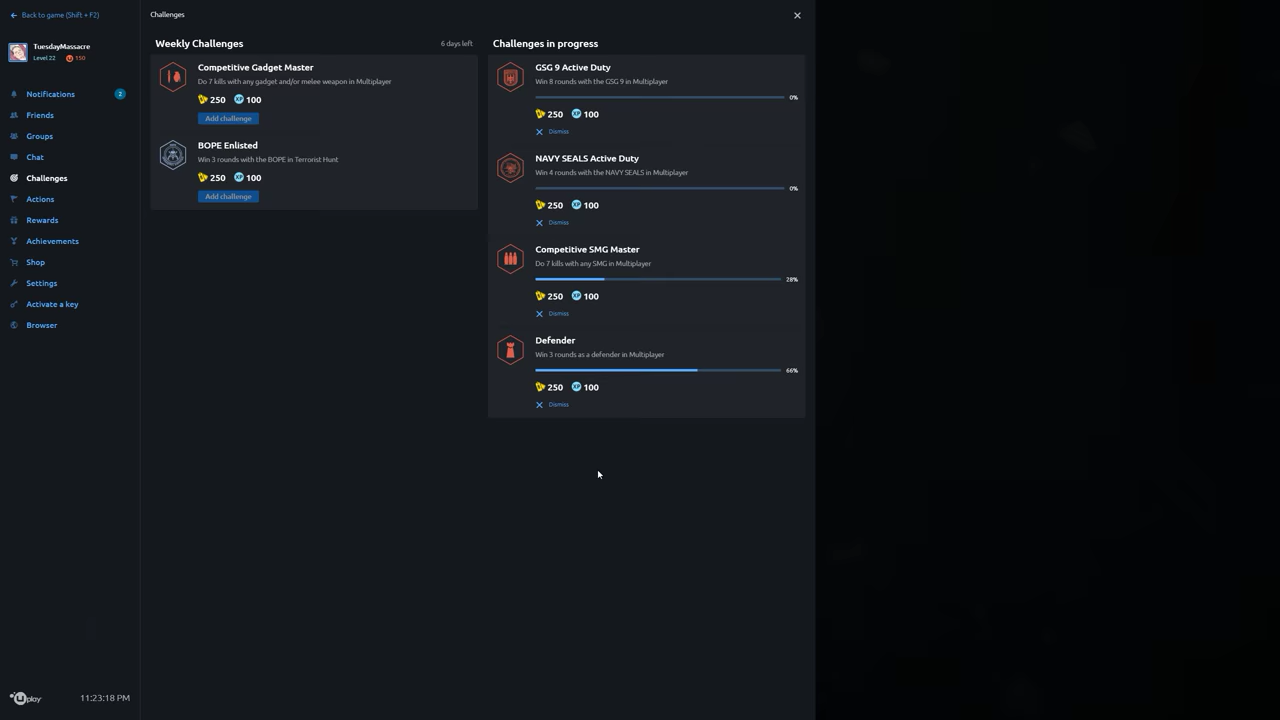 Back to game (Shift + F2)
TuesdayMassacre
Level 22 150
Notifications 2
Friends
Groups
Chat
Challenges
Actions
Rewards
Achievements
Shop
Settings
Activate a key
Browser
uplay 11:23:18 PM
Challenges
Weekly Challenges 6 days left
Competitive Gadget Master
Do 7 kills with any gadget and/or melee weapon in Multiplayer
250 XP 100
Add challenge
BOPE Enlisted
Win 3 rounds with the BOPE in Terrorist Hunt
250 XP 100
Add challenge
Challenges in progress
GSG 9 Active Duty
Win 8 rounds with the GSG 9 in Multiplayer
0%
250 XP 100
Dismiss
NAVY SEALS Active Duty
Win 4 rounds with the NAVY SEALS in Multiplayer
0%
250 XP 100
Dismiss
Competitive SMG Master
Do 7 kills with any SMG in Multiplayer
28%
250 XP 100
Dismiss
Defender
Win 3 rounds as a defender in Multiplayer
66%
250 XP 100
Dismiss